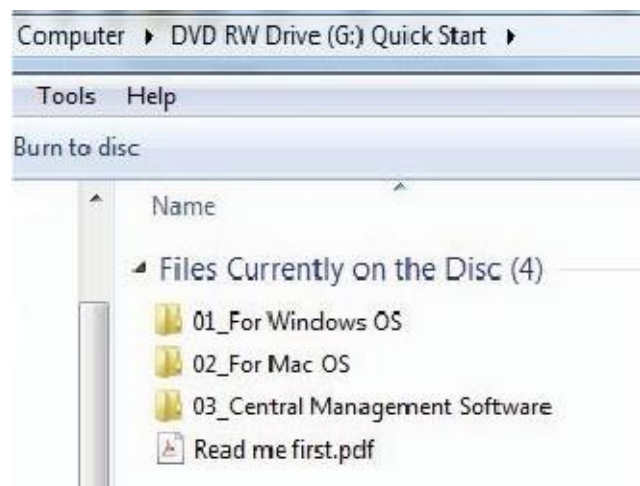 Computer ▸ DVD RW Drive (G:) Quick Start ▸
Tools Help
Burn to disc
Name
Files Currently on the Disc (4)
01_For Windows OS
02_For Mac OS
03_Central Management Software
Read me first.pdf